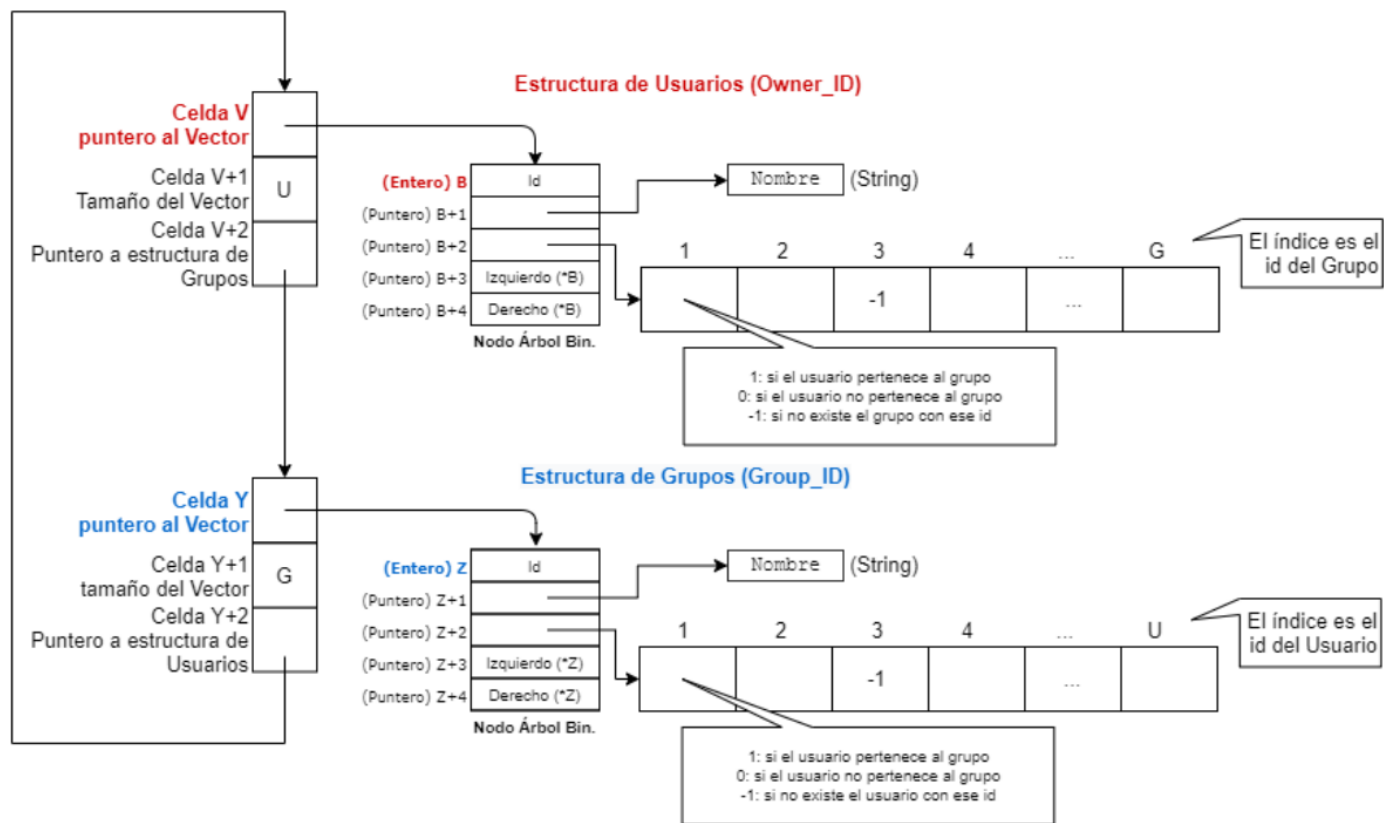 Estructura de Usuarios (Owner_ID)
Celda V
puntero al Vector
Celda V+1
Tamaño del Vector
U
Celda V+2
Puntero a estructura de
Grupos
(Entero) B
Id
(Puntero) B+1
(Puntero) B+2
(Puntero) B+3
Izquierdo (*B)
(Puntero) B+4
Derecho (*B)
Nodo Árbol Bin.
Nombre
(String)
1 2 3 4 ... G
-1 ...
El índice es el
id del Grupo
1: si el usuario pertenece al grupo
0: si el usuario no pertenece al grupo
-1: si no existe el grupo con ese id
Estructura de Grupos (Group_ID)
Celda Y
puntero al Vector
Celda Y+1
tamaño del Vector
G
Celda Y+2
Puntero a estructura de
Usuarios
(Entero) Z
Id
(Puntero) Z+1
(Puntero) Z+2
(Puntero) Z+3
Izquierdo (*Z)
(Puntero) Z+4
Derecho (*Z)
Nodo Árbol Bin.
Nombre
(String)
1 2 3 4 ... U
-1 ...
El índice es el
id del Usuario
1: si el usuario pertenece al grupo
0: si el usuario no pertenece al grupo
-1: si no existe el usuario con ese id